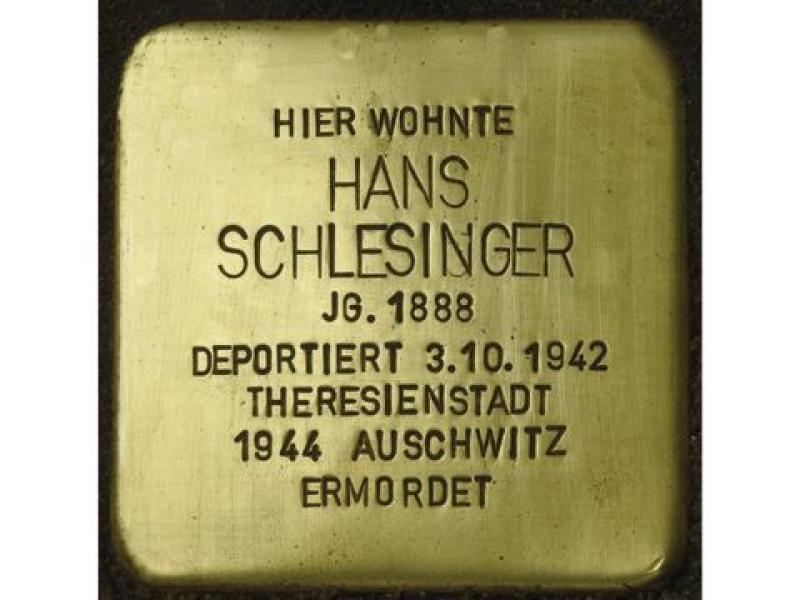 HIER WOHNTE
HANS
SCHLESINGER
JG. 1888
DEPORTIERT 3.10.1942
THERESIENSTADT
1944 AUSCHWITZ
ERMORDET